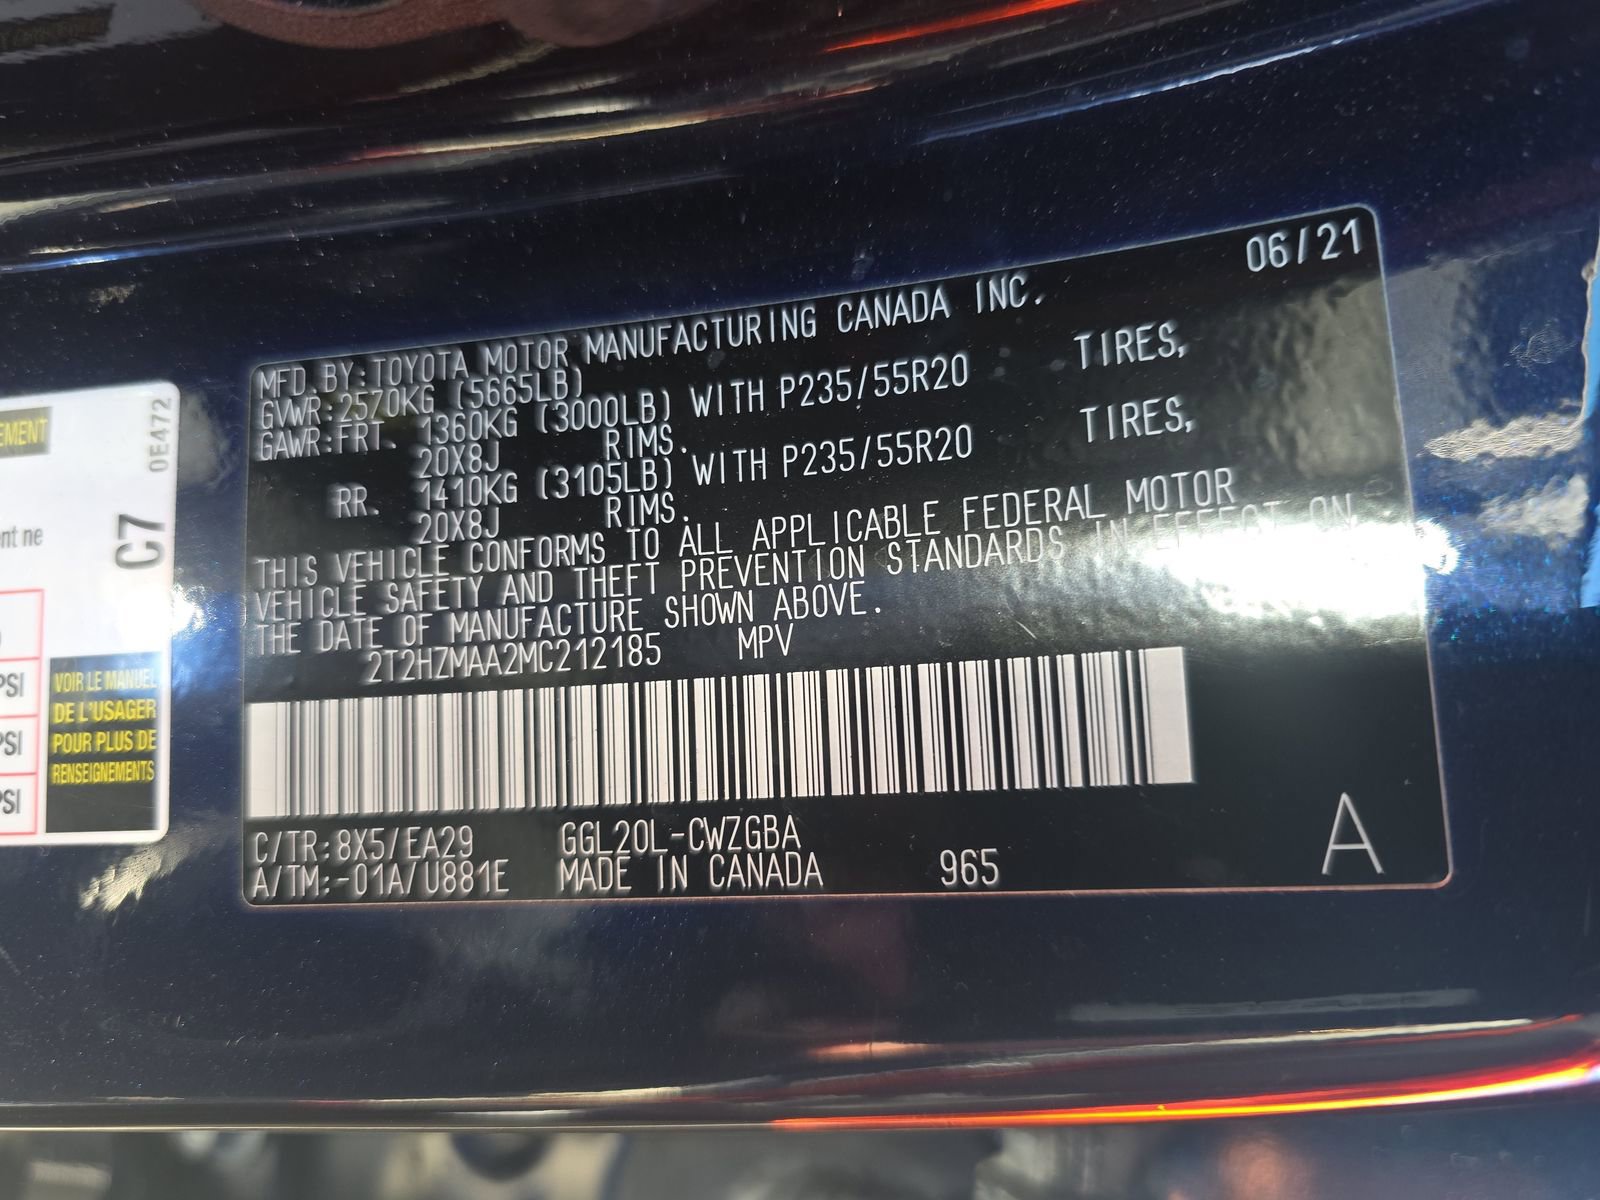 EMENT
0E472
C7
nt ne
PSI
PSI
PSI
VOIR LE MANUEL
DE L'USAGER
POUR PLUS DE
RENSEIGNEMENTS
06/21
MFD.BY:TOYOTA MOTOR MANUFACTURING CANADA INC.
GVWR:2570KG (5665LB)
GAWR:FRT. 1360KG (3000LB) WITH P235/55R20 TIRES,
20X8J RIMS.
RR. 1410KG (3105LB) WITH P235/55R20 TIRES,
20X8J RIMS.
THIS VEHICLE CONFORMS TO ALL APPLICABLE FEDERAL MOTOR
VEHICLE SAFETY AND THEFT PREVENTION STANDARDS IN EFFECT ON
THE DATE OF MANUFACTURE SHOWN ABOVE.
2T2HZMAA2MC212185 MPV
C/TR:8X5/EA29 GGL20L-CWZGBA
A/TM:-01A/U881E MADE IN CANADA 965
A